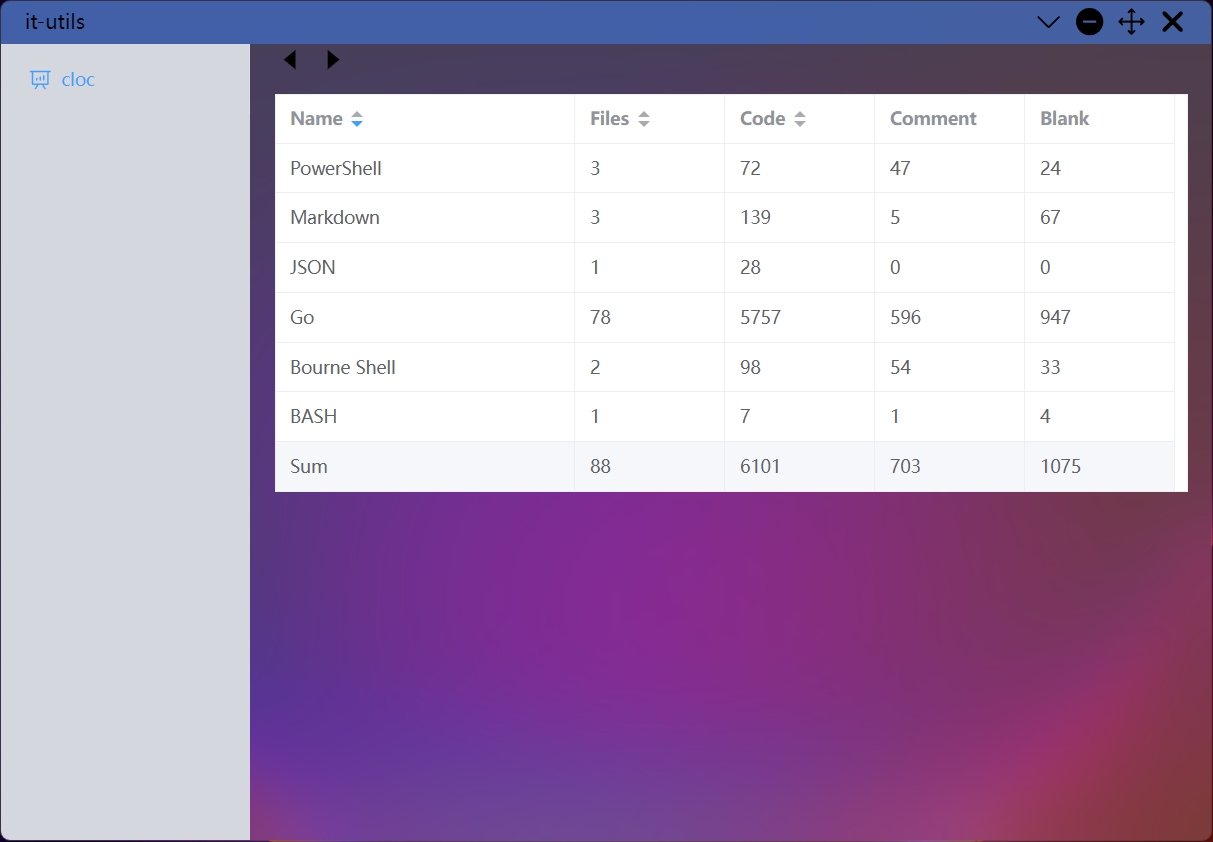 it-utils
cloc
Name Files Code Comment Blank
PowerShell 3 72 47 24
Markdown 3 139 5 67
JSON 1 28 0 0
Go 78 5757 596 947
Bourne Shell 2 98 54 33
BASH 1 7 1 4
Sum 88 6101 703 1075